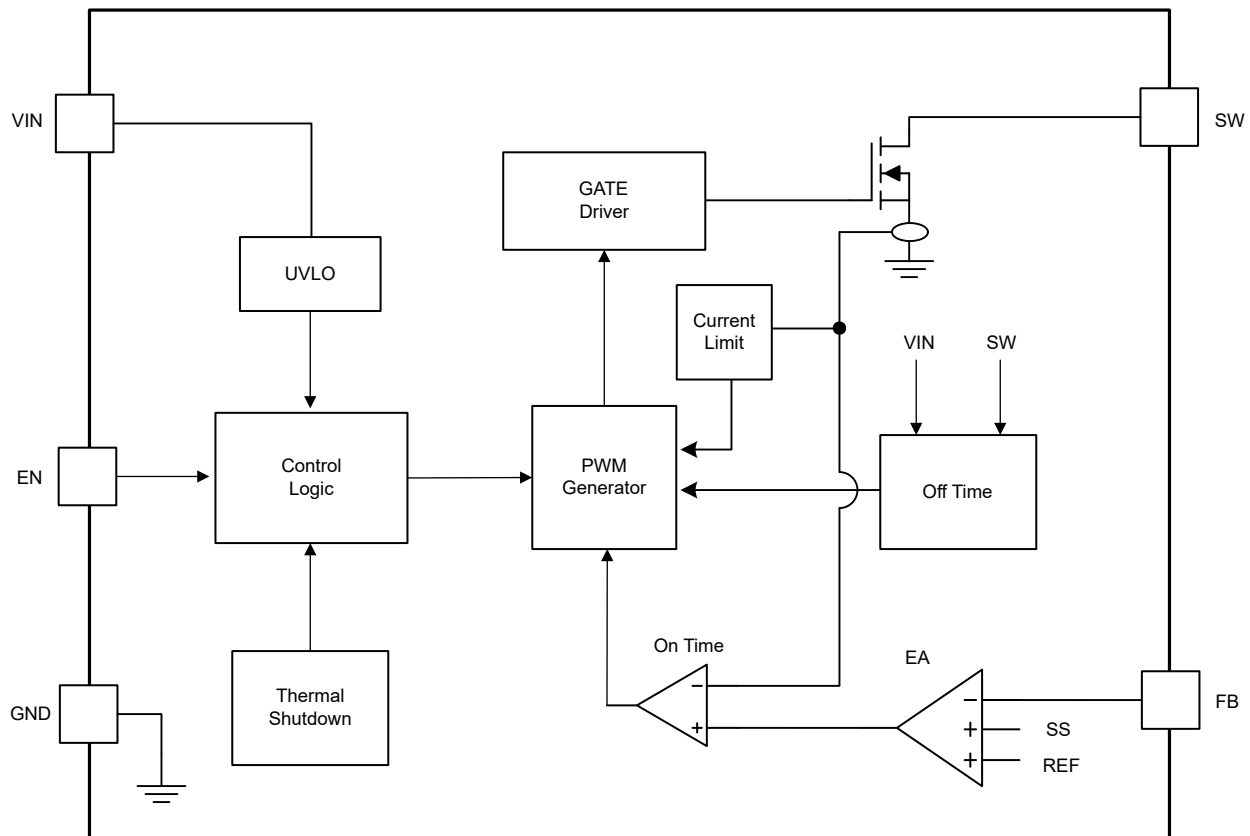 VIN
SW
GATE
Driver
UVLO
Current
Limit
VIN
SW
Control
Logic
PWM
Generator
EN
Off Time
On Time
EA
Thermal
Shutdown
GND
−
+
−
+
+
SS
REF
FB